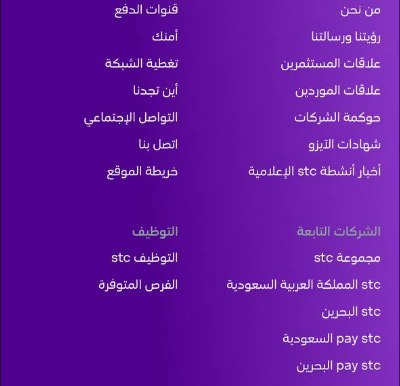 من نحن
رؤيتنا ورسالتنا
علاقات المستثمرين
علاقات الموردين
حوكمة الشركات
شهادات الآيزو
أخبار أنشطة stc الإعلامية
قنوات الدفع
أمنك
تغطية الشبكة
أين تجدنا
التواصل الإجتماعي
اتصل بنا
خريطة الموقع
الشركات التابعة
مجموعة stc
stc المملكة العربية السعودية
stc البحرين
stc pay السعودية
stc pay البحرين
التوظيف
التوظيف stc
الفرص المتوفرة